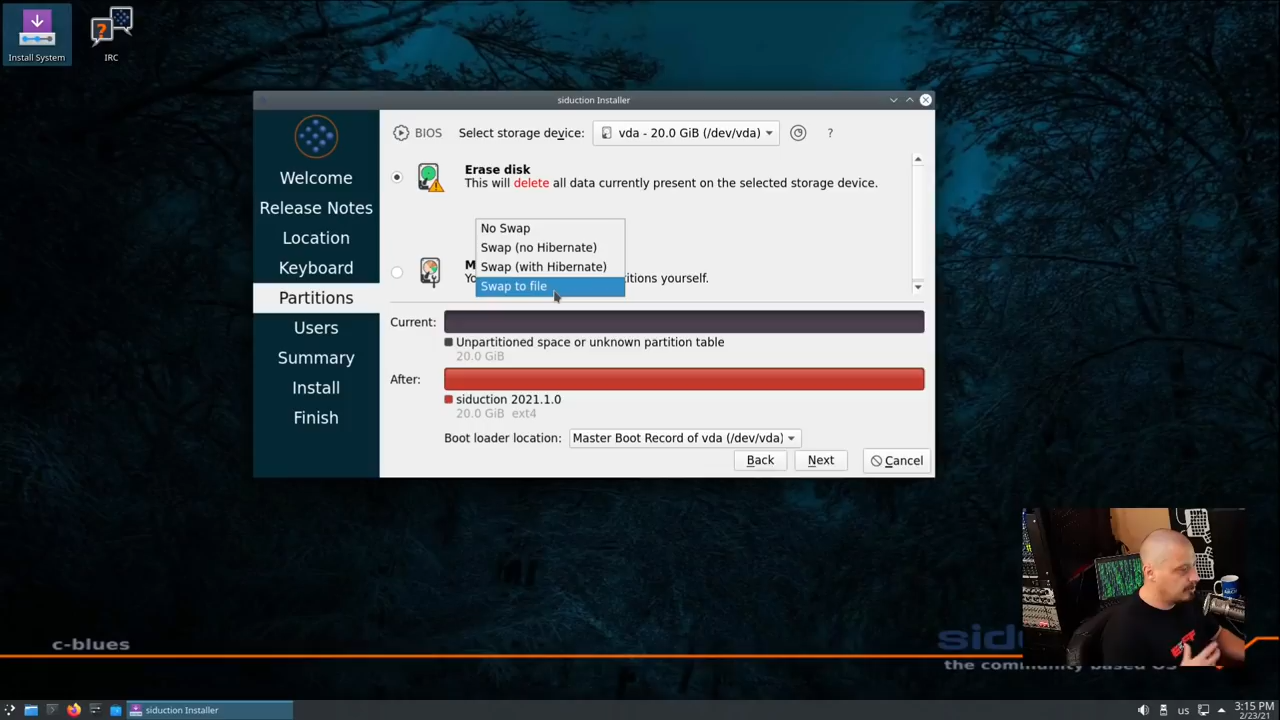 Install System
IRC
siduction Installer
BIOS
Select storage device:
vda - 20.0 GiB (/dev/vda)
?
Welcome
Release Notes
Location
Keyboard
Partitions
Users
Summary
Install
Finish
Erase disk
This will delete all data currently present on the selected storage device.
No Swap
Swap (no Hibernate)
Swap (with Hibernate)
Swap to file
Current:
Unpartitioned space or unknown partition table
20.0 GiB
After:
siduction 2021.1.0
20.0 GiB ext4
Boot loader location:
Master Boot Record of vda (/dev/vda)
Back
Next
Cancel
c-blues
the community based OS
siduction Installer
us
3:15 PM
2/23/21